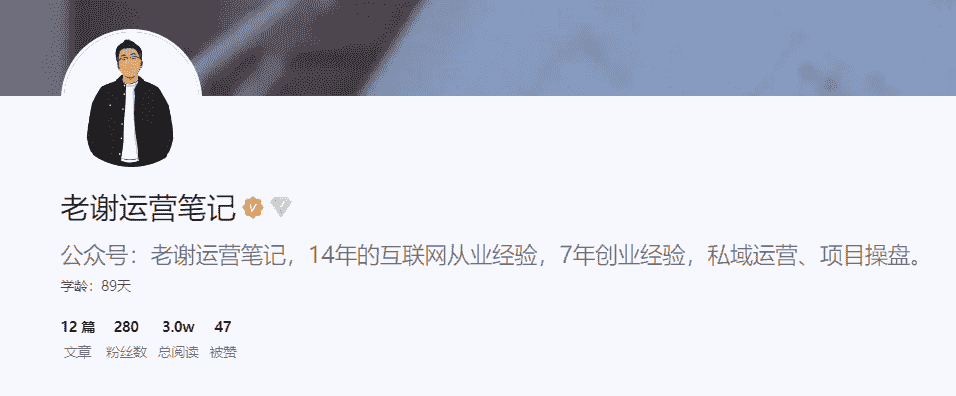 老谢运营笔记
公众号：老谢运营笔记，14年的互联网从业经验，7年创业经验，私域运营、项目操盘。
学龄：89天
12 篇 280 3.0w 47
文章 粉丝数 总阅读 被赞